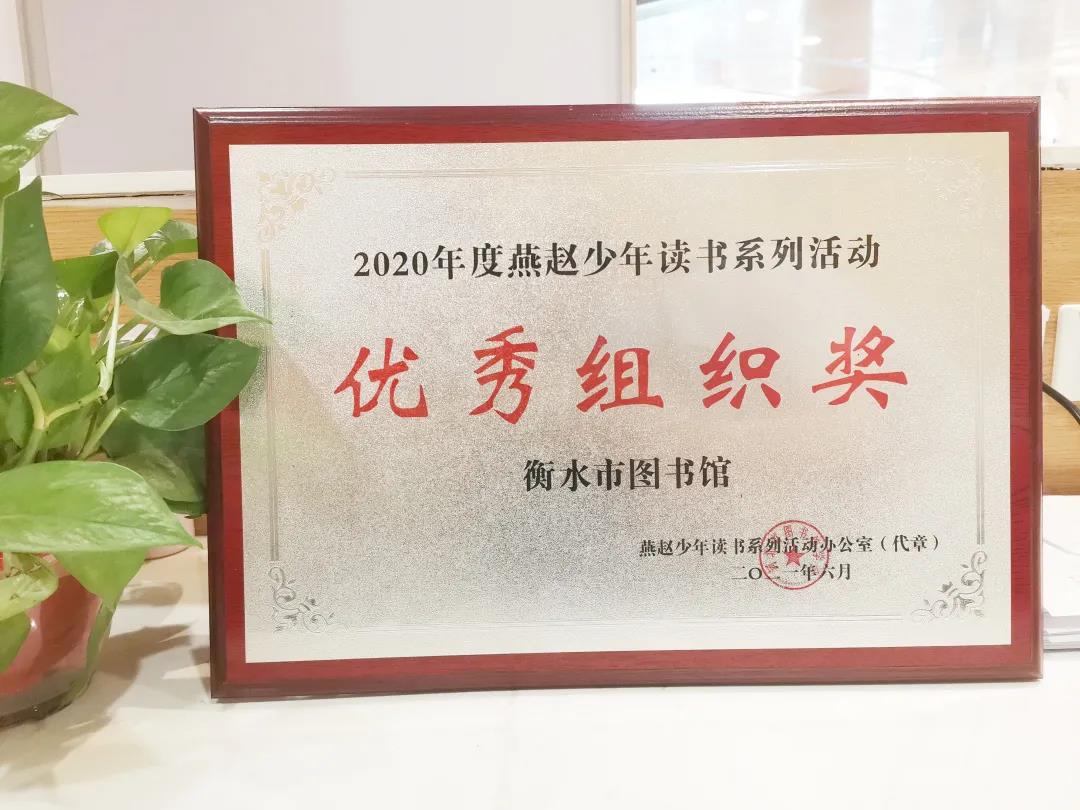 2020年度燕赵少年读书系列活动
优秀组织奖
衡水市图书馆
燕赵少年读书系列活动办公室（代章）
二〇二一年六月